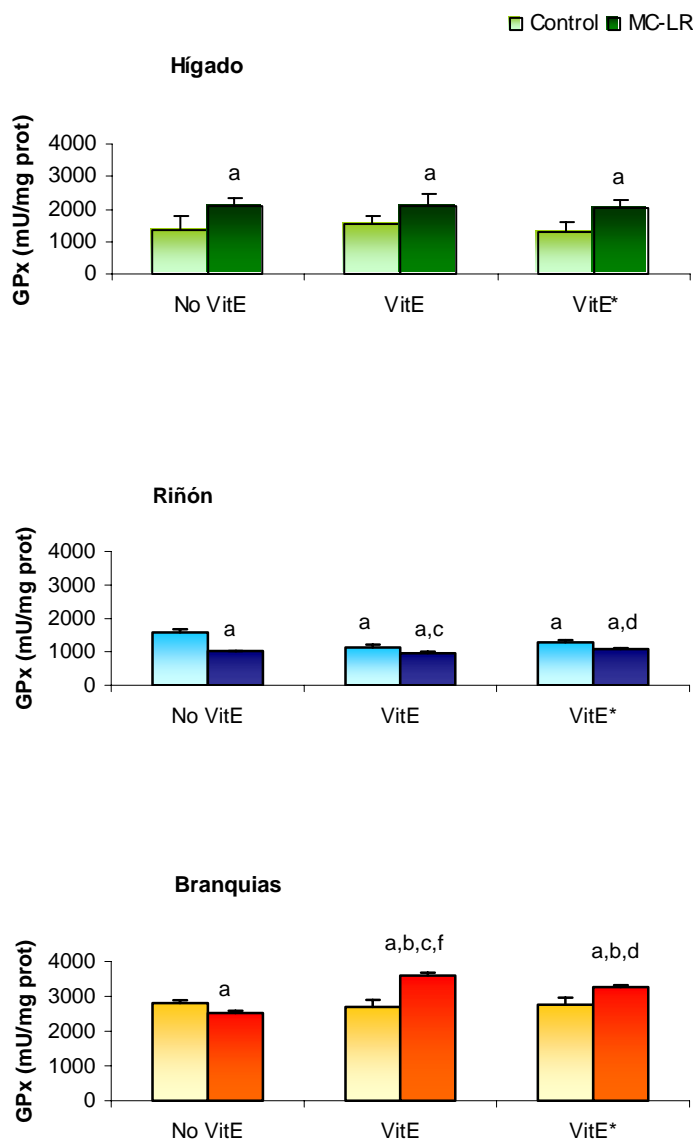 Control MC-LR
Hígado
GPx (mU/mg prot)
4000
3000
2000
1000
0
a
a
a
No VitE VitE VitE*
Riñón
GPx (mU/mg prot)
4000
3000
2000
1000
0
a
a
a,c
a
a,d
No VitE VitE VitE*
Branquias
GPx (mU/mg prot)
4000
3000
2000
1000
0
a
a,b,c,f
a,b,d
No VitE VitE VitE*